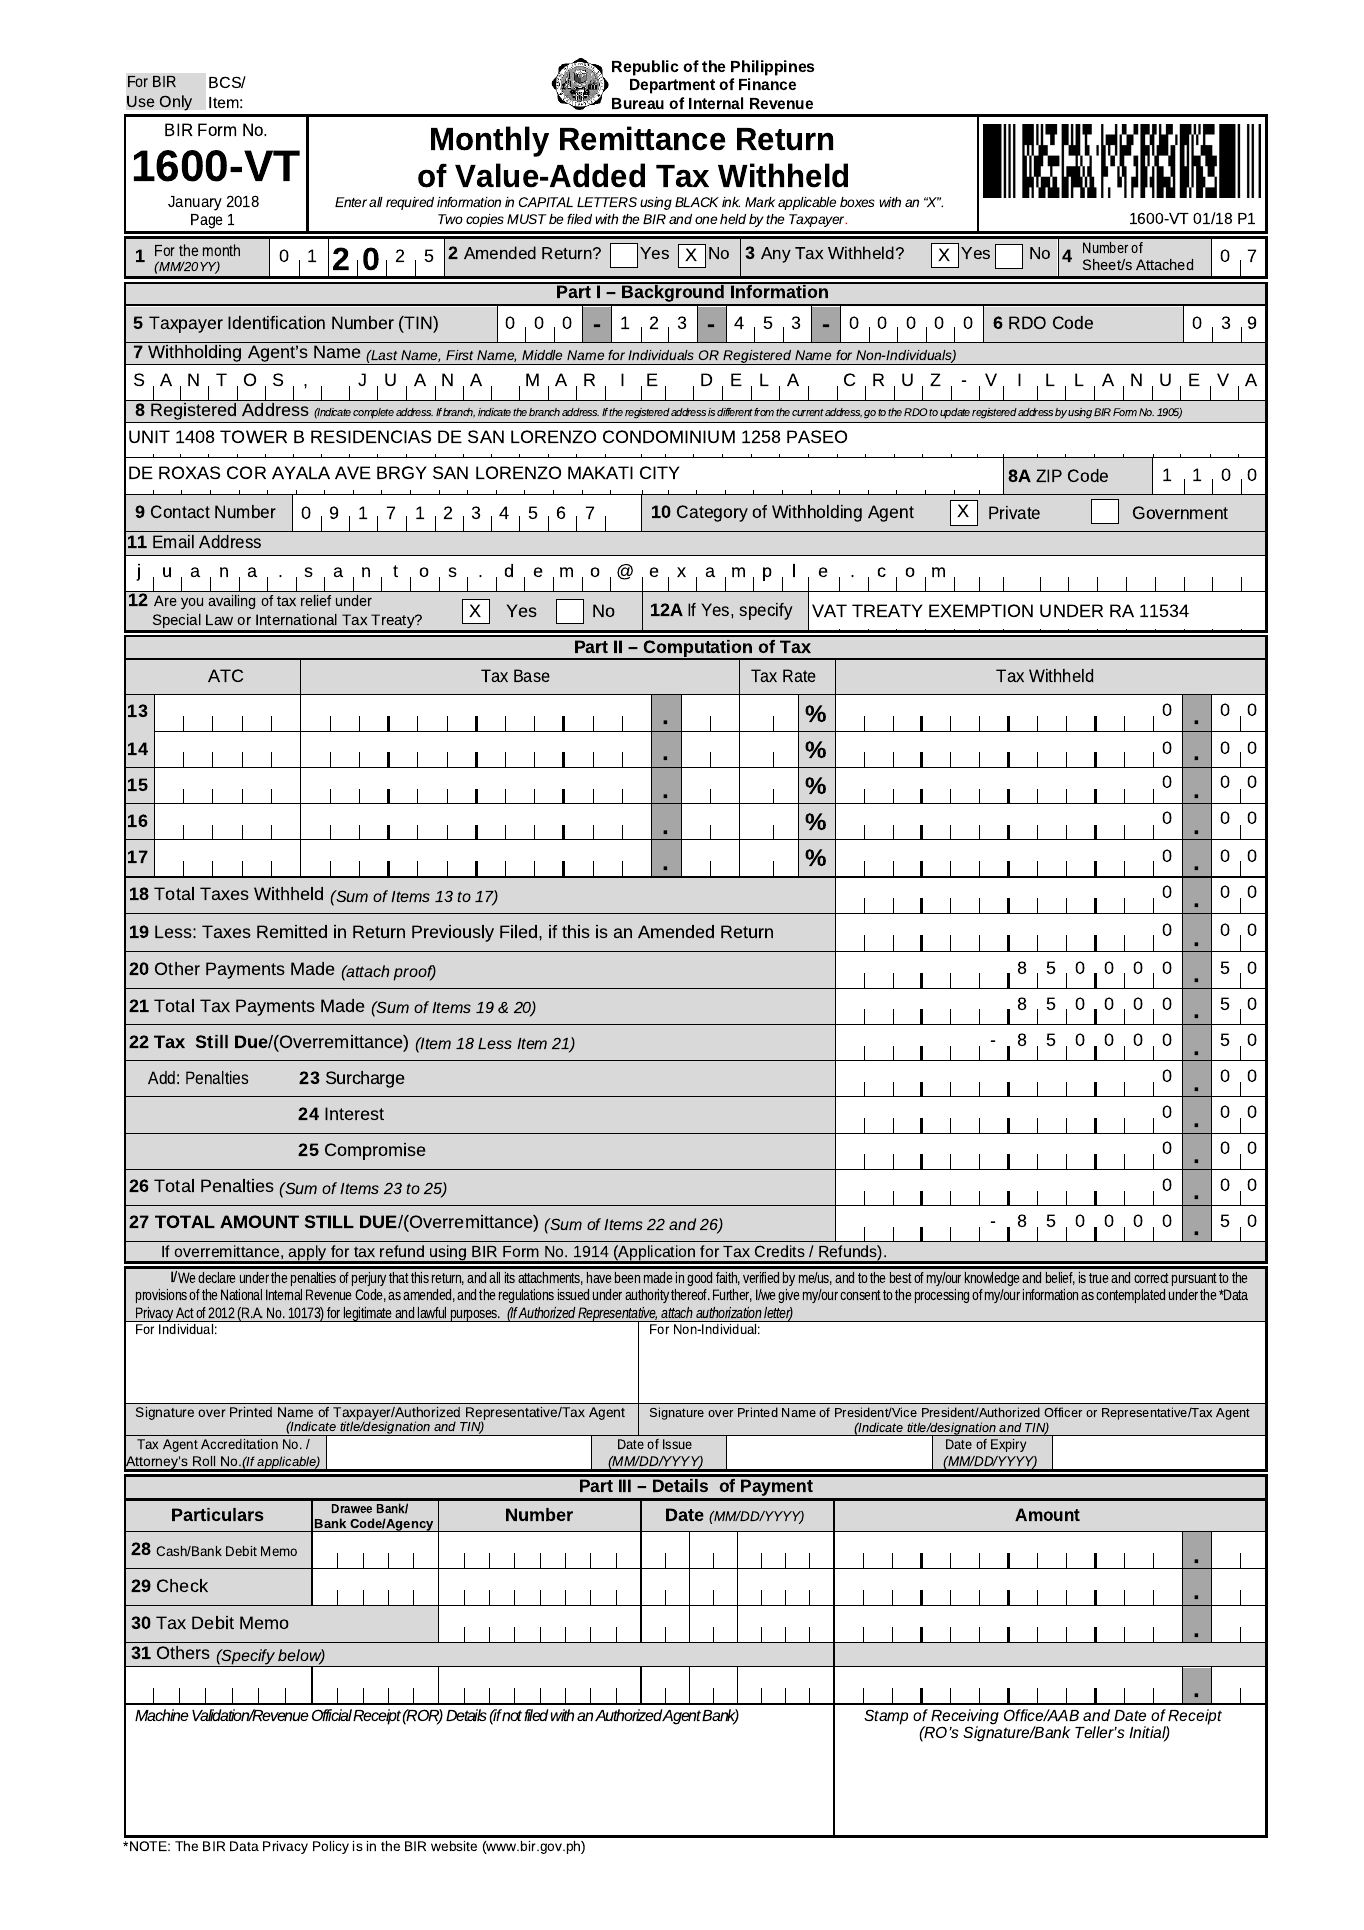 Republic of the Philippines
For BIR BCS/ Department of Finance
Use Only Item: Bureau of Internal Revenue
BIR Form No.
1600-VT
January 2018
Page 1
Monthly Remittance Return
of Value-Added Tax Withheld
Enter all required information in CAPITAL LETTERS using BLACK ink. Mark applicable boxes with an “X”.
Two copies MUST be filed with the BIR and one held by the Taxpayer.
1600-VT 01/18 P1
1 For the month (MM/20YY) 0 1 2 0 2 5 2 Amended Return? Yes X No 3 Any Tax Withheld? X Yes No 4 Number of Sheet/s Attached 0 7
Part I – Background Information
5 Taxpayer Identification Number (TIN) 0 0 0 - 1 2 3 - 4 5 3 - 0 0 0 0 0 6 RDO Code 0 3 9
7 Withholding Agent’s Name (Last Name, First Name, Middle Name for Individuals OR Registered Name for Non-Individuals)
S A N T O S , J U A N A M A R I E D E L A C R U Z - V I L L A N U E V A
8 Registered Address (Indicate complete address. If branch, indicate the branch address. If the registered address is different from the current address, go to the RDO to update registered address by using BIR Form No. 1905)
UNIT 1408 TOWER B RESIDENCIAS DE SAN LORENZO CONDOMINIUM 1258 PASEO
DE ROXAS COR AYALA AVE BRGY SAN LORENZO MAKATI CITY 8A ZIP Code 1 1 0 0
9 Contact Number 0 9 1 7 1 2 3 4 5 6 7 10 Category of Withholding Agent X Private Government
11 Email Address
j u a n a . s a n t o s . d e m o @ e x a m p l e . c o m
12 Are you availing of tax relief under Special Law or International Tax Treaty? X Yes No 12A If Yes, specify VAT TREATY EXEMPTION UNDER RA 11534
Part II – Computation of Tax
ATC Tax Base Tax Rate Tax Withheld
13 . % 0 . 0 0
14 . % 0 . 0 0
15 . % 0 . 0 0
16 . % 0 . 0 0
17 . % 0 . 0 0
18 Total Taxes Withheld (Sum of Items 13 to 17) 0 . 0 0
19 Less: Taxes Remitted in Return Previously Filed, if this is an Amended Return 0 . 0 0
20 Other Payments Made (attach proof) 8 5 0 0 0 0 . 5 0
21 Total Tax Payments Made (Sum of Items 19 & 20) 8 5 0 0 0 0 . 5 0
22 Tax Still Due/(Overremittance) (Item 18 Less Item 21) - 8 5 0 0 0 0 . 5 0
Add: Penalties 23 Surcharge 0 . 0 0
24 Interest 0 . 0 0
25 Compromise 0 . 0 0
26 Total Penalties (Sum of Items 23 to 25) 0 . 0 0
27 TOTAL AMOUNT STILL DUE/(Overremittance) (Sum of Items 22 and 26) - 8 5 0 0 0 0 . 5 0
If overremittance, apply for tax refund using BIR Form No. 1914 (Application for Tax Credits / Refunds).
I/We declare under the penalties of perjury that this return, and all its attachments, have been made in good faith, verified by me/us, and to the best of my/our knowledge and belief, is true and correct pursuant to the
provisions of the National Internal Revenue Code, as amended, and the regulations issued under authority thereof. Further, I/we give my/our consent to the processing of my/our information as contemplated under the *Data
Privacy Act of 2012 (R.A. No. 10173) for legitimate and lawful purposes. (If Authorized Representative, attach authorization letter)
For Individual: For Non-Individual:
Signature over Printed Name of Taxpayer/Authorized Representative/Tax Agent Signature over Printed Name of President/Vice President/Authorized Officer or Representative/Tax Agent
(Indicate title/designation and TIN) (Indicate title/designation and TIN)
Tax Agent Accreditation No. / Date of Issue Date of Expiry
Attorney’s Roll No.(If applicable) (MM/DD/YYYY) (MM/DD/YYYY)
Part III – Details of Payment
Particulars Drawee Bank/ Bank Code/Agency Number Date (MM/DD/YYYY) Amount
28 Cash/Bank Debit Memo .
29 Check .
30 Tax Debit Memo .
31 Others (Specify below)
.
Machine Validation/Revenue Official Receipt (ROR) Details (if not filed with an Authorized Agent Bank) Stamp of Receiving Office/AAB and Date of Receipt
(RO’s Signature/Bank Teller’s Initial)
*NOTE: The BIR Data Privacy Policy is in the BIR website (www.bir.gov.ph)